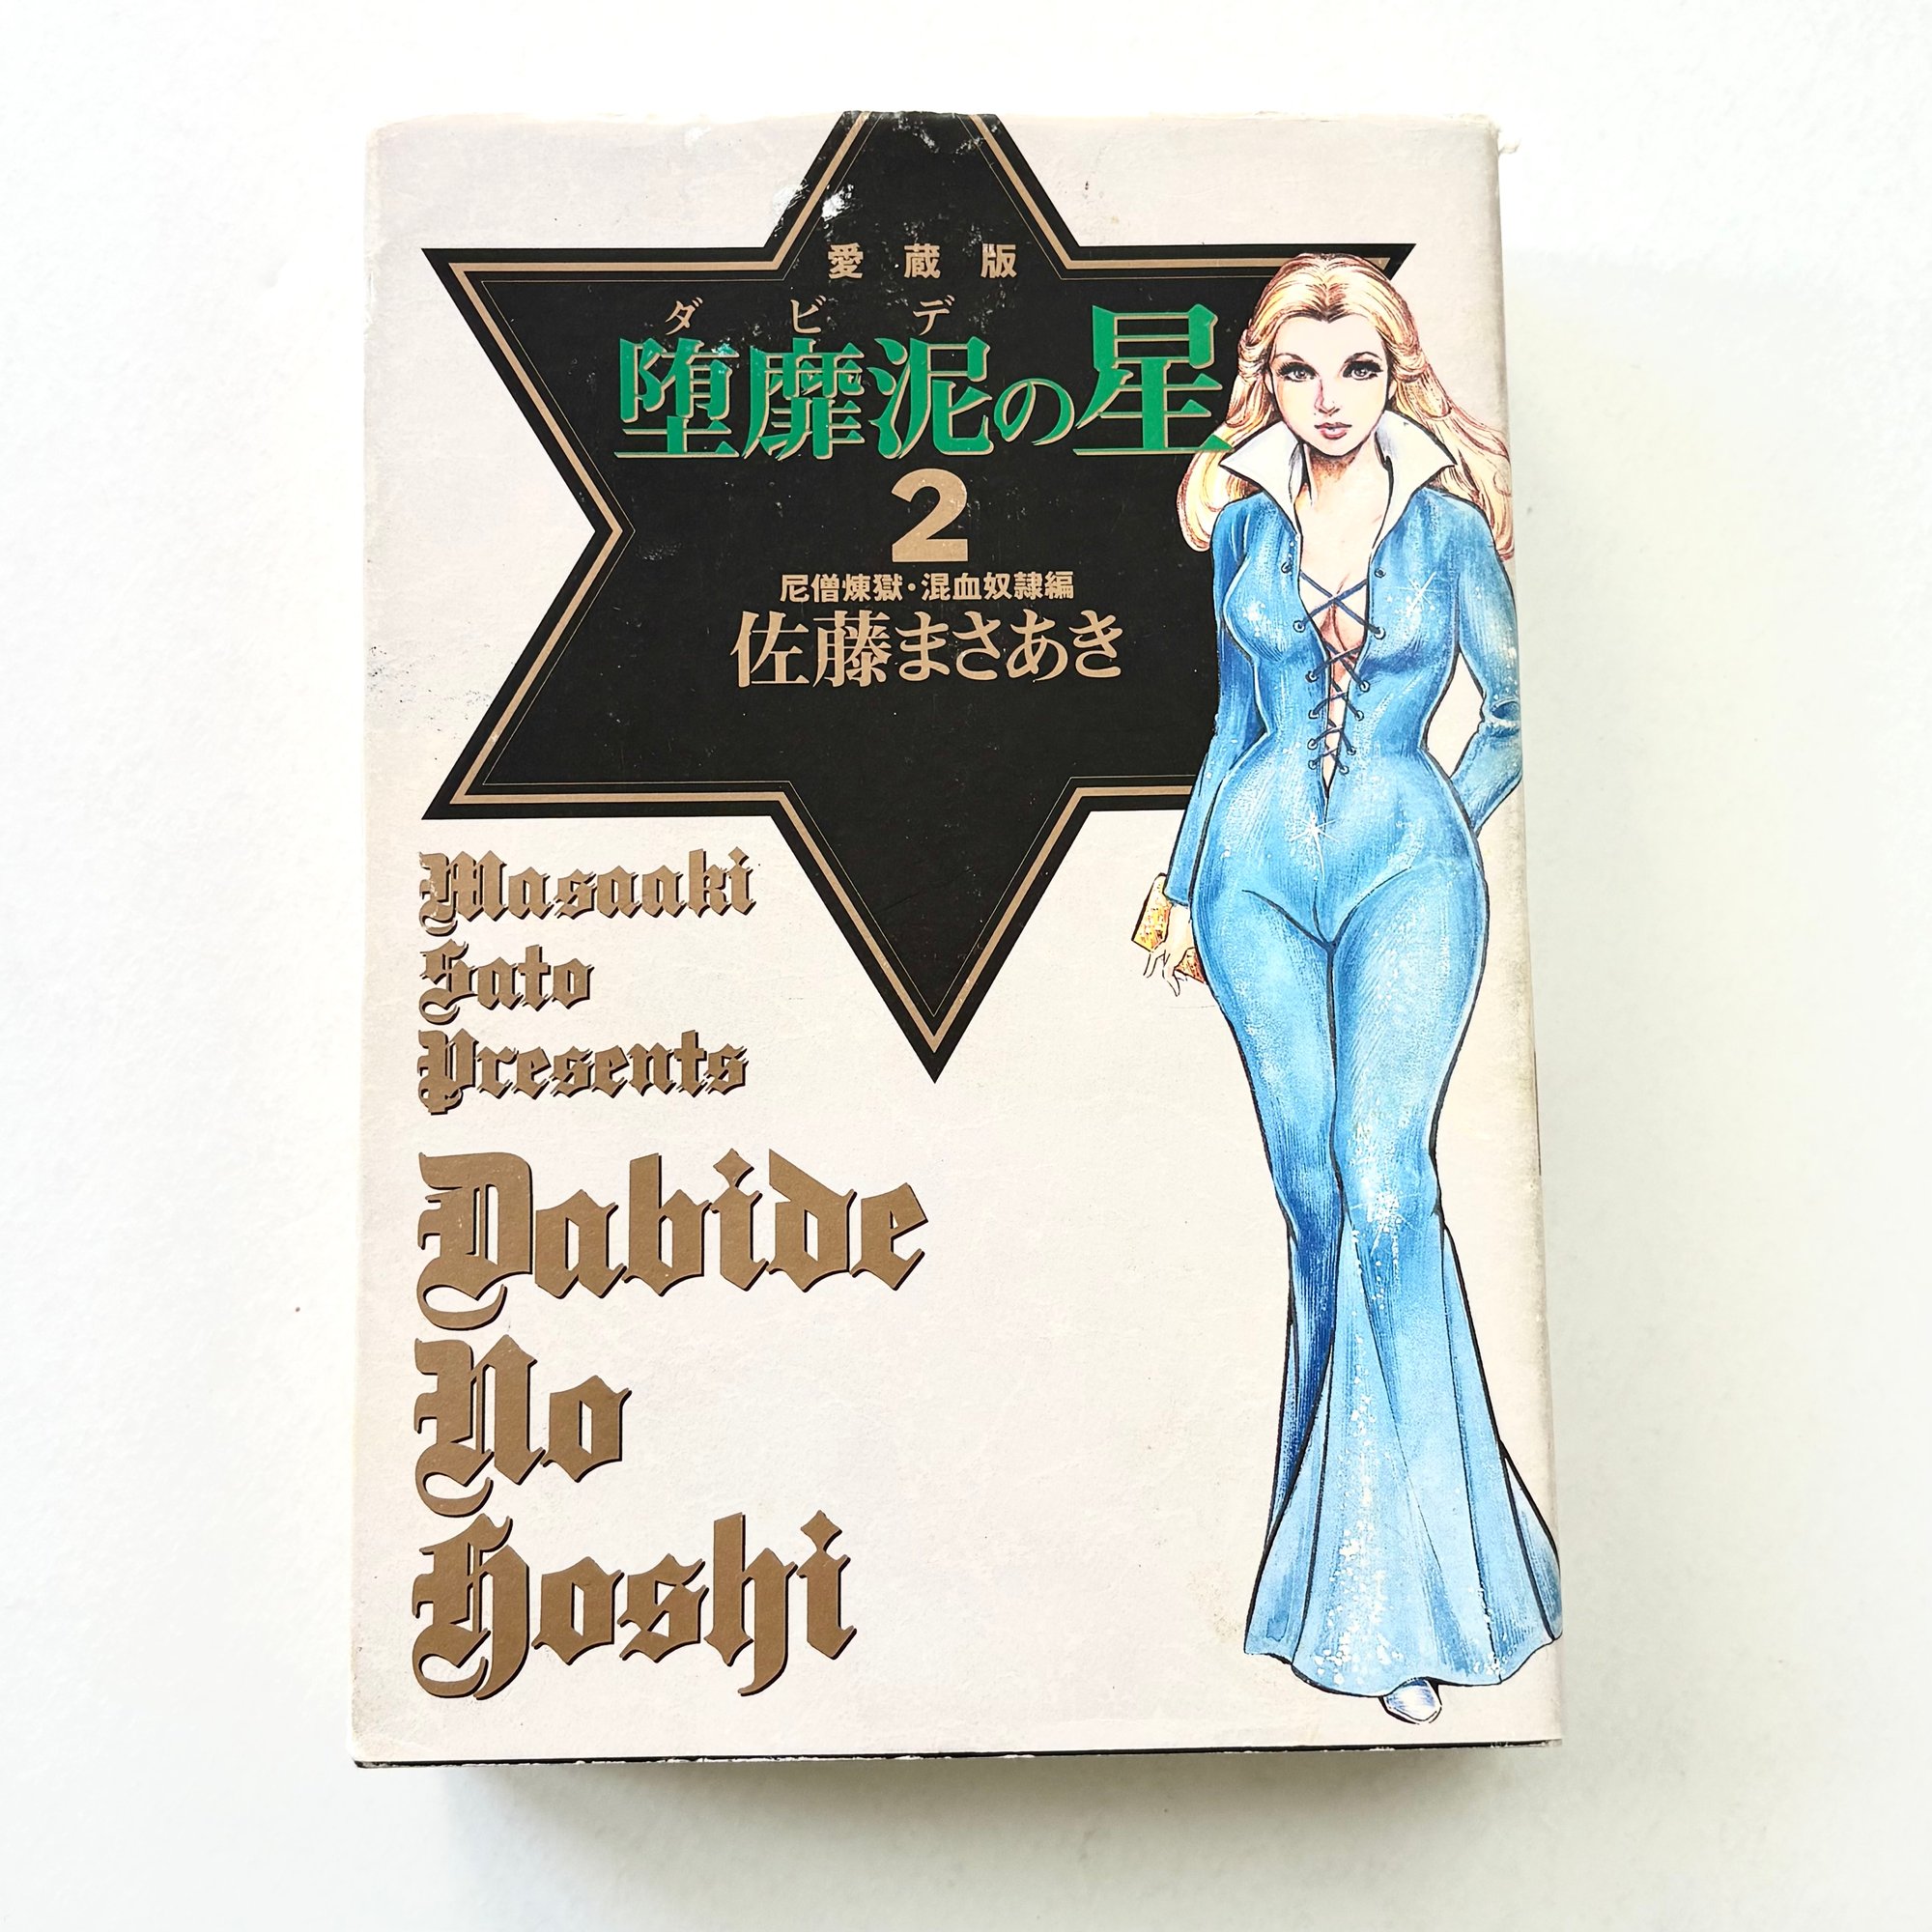 愛蔵版
ダビデ
堕靡泥の星
2
尼僧煉獄・混血奴隷編
佐藤まさあき
Masaaki
Sato
Presents
Dabide
No
Hoshi